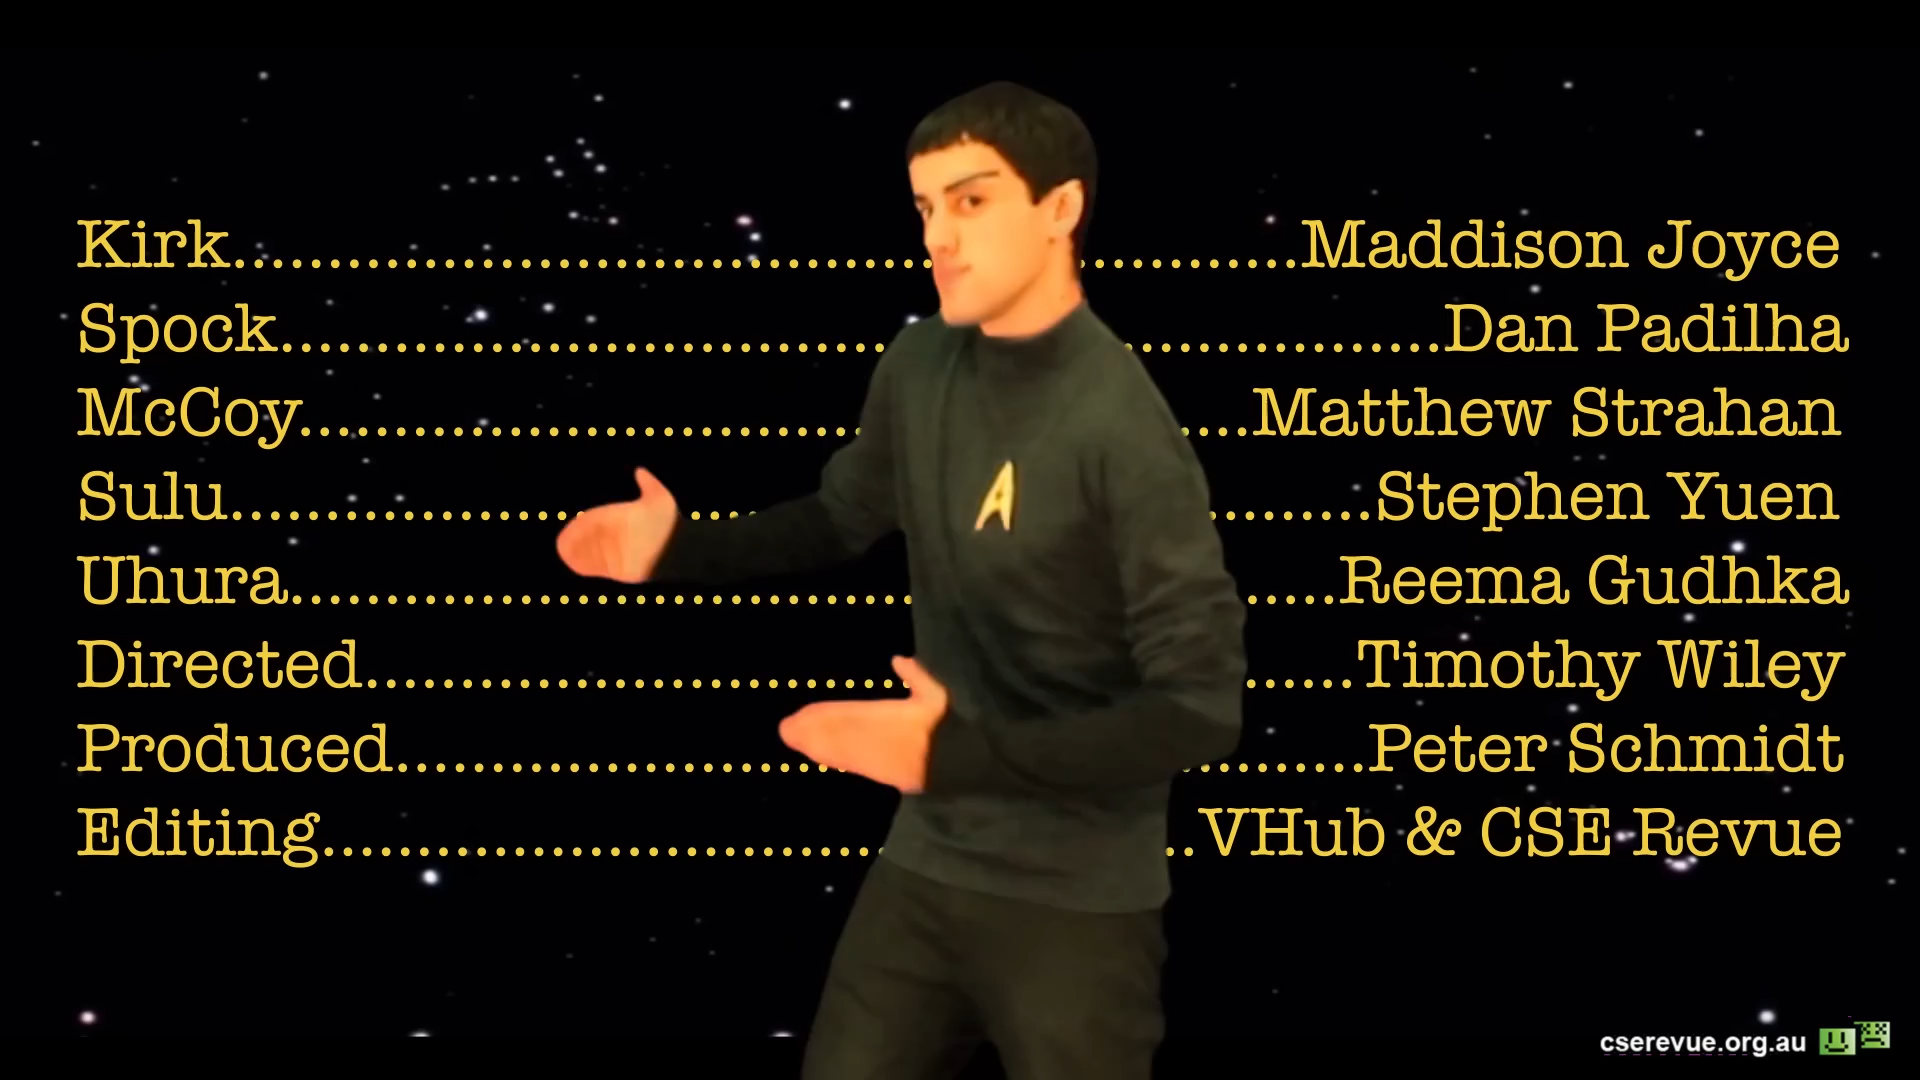 Kirk..................................................Maddison Joyce
Spock..................................................Dan Padilha
McCoy..................................................Matthew Strahan
Sulu..................................................Stephen Yuen
Uhura..................................................Reema Gudhka
Directed..................................................Timothy Wiley
Produced..................................................Peter Schmidt
Editing..................................................VHub & CSE Revue
cserevue.org.au